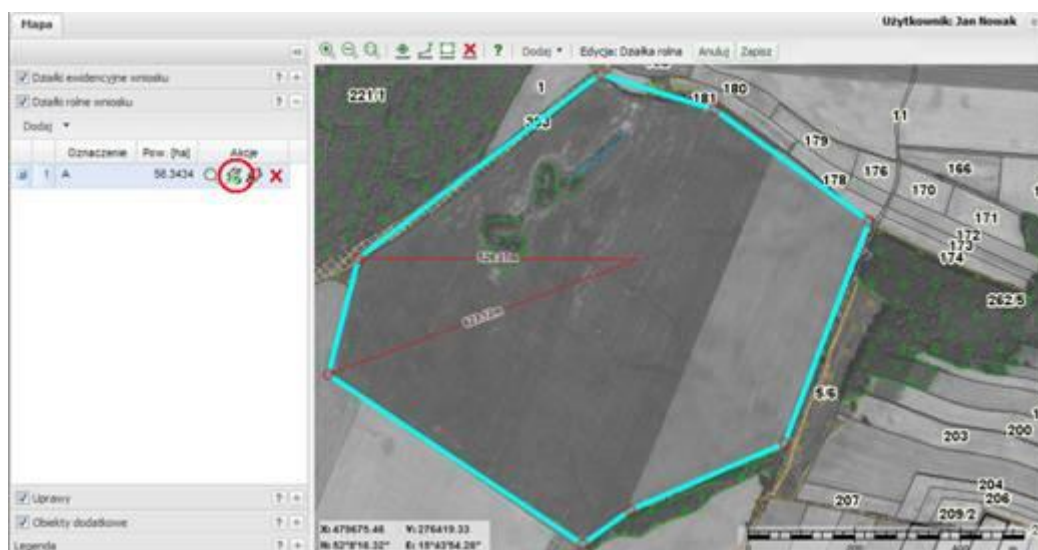 Mapa
Użytkownik: Jan Nowak
Dodaj
Edycja: Działka rolna
Anuluj
Zapisz
Działki ewidencyjne wniosku
Działki rolne wniosku
Dodaj
Oznaczenie Pow. [ha] Akcje
1 A 56.3424
Uprawy
Obiekty dodatkowe
Legenda
221/1
1
181
180
179
11
178
176
166
170
171
172
173
174
262/5
5/6
203
200
204
206
207
209/2
X: 479675.46 Y: 276419.33